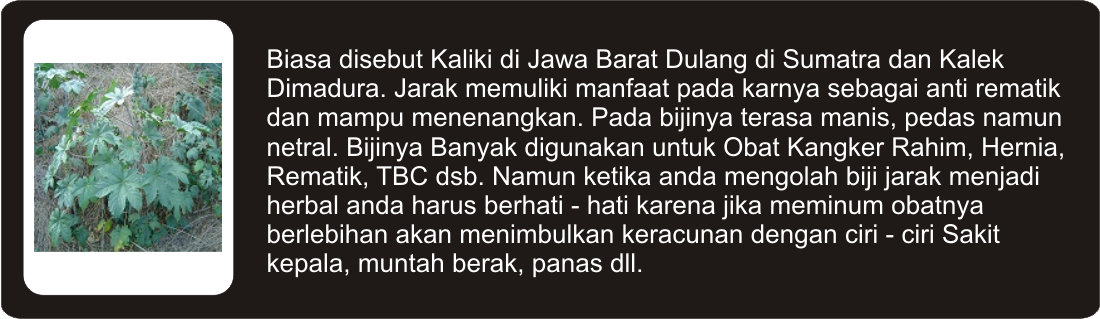 Biasa disebut Kaliki di Jawa Barat Dulang di Sumatra dan Kalek
Dimadura. Jarak memuliki manfaat pada karnya sebagai anti rematik
dan mampu menenangkan. Pada bijinya terasa manis, pedas namun
netral. Bijinya Banyak digunakan untuk Obat Kangker Rahim, Hernia,
Rematik, TBC dsb. Namun ketika anda mengolah biji jarak menjadi
herbal anda harus berhati - hati karena jika meminum obatnya
berlebihan akan menimbulkan keracunan dengan ciri - ciri Sakit
kepala, muntah berak, panas dll.